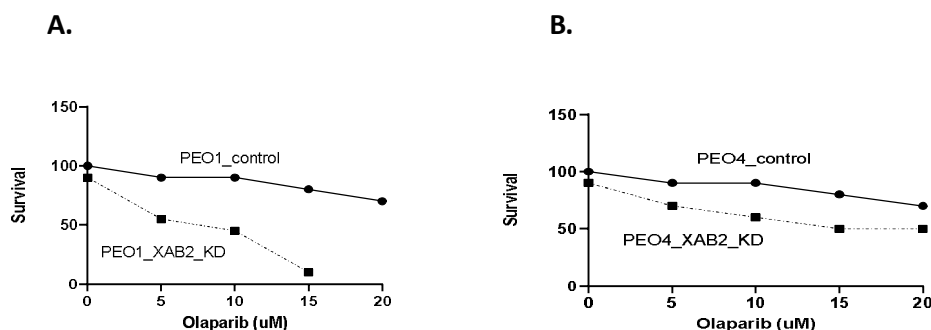 A.
150
100
50
0
Survival
PEO1_control
PEO1_XAB2_KD
0 5 10 15 20
Olaparib (uM)
B.
150
100
50
0
Survival
PEO4_control
PEO4_XAB2_KD
0 5 10 15 20
Olaparib (uM)